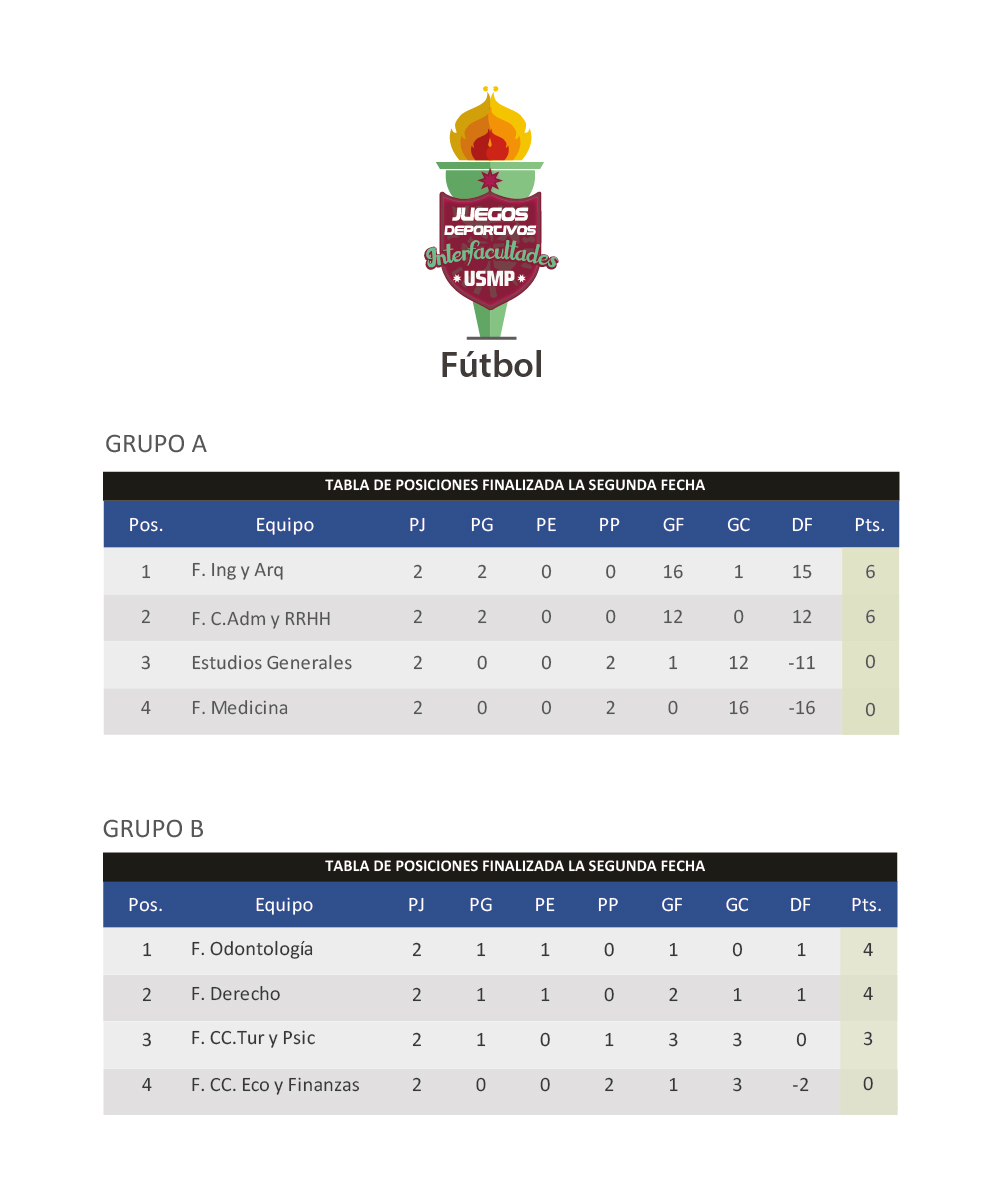 JUEGOS
DEPORTIVOS
Interfacultades
USMP
Fútbol
GRUPO A
TABLA DE POSICIONES FINALIZADA LA SEGUNDA FECHA
Pos. Equipo PJ PG PE PP GF GC DF Pts.
1 F. Ing y Arq 2 2 0 0 16 1 15 6
2 F. C.Adm y RRHH 2 2 0 0 12 0 12 6
3 Estudios Generales 2 0 0 2 1 12 -11 0
4 F. Medicina 2 0 0 2 0 16 -16 0
GRUPO B
TABLA DE POSICIONES FINALIZADA LA SEGUNDA FECHA
Pos. Equipo PJ PG PE PP GF GC DF Pts.
1 F. Odontología 2 1 1 0 1 0 1 4
2 F. Derecho 2 1 1 0 2 1 1 4
3 F. CC.Tur y Psic 2 1 0 1 3 3 0 3
4 F. CC. Eco y Finanzas 2 0 0 2 1 3 -2 0